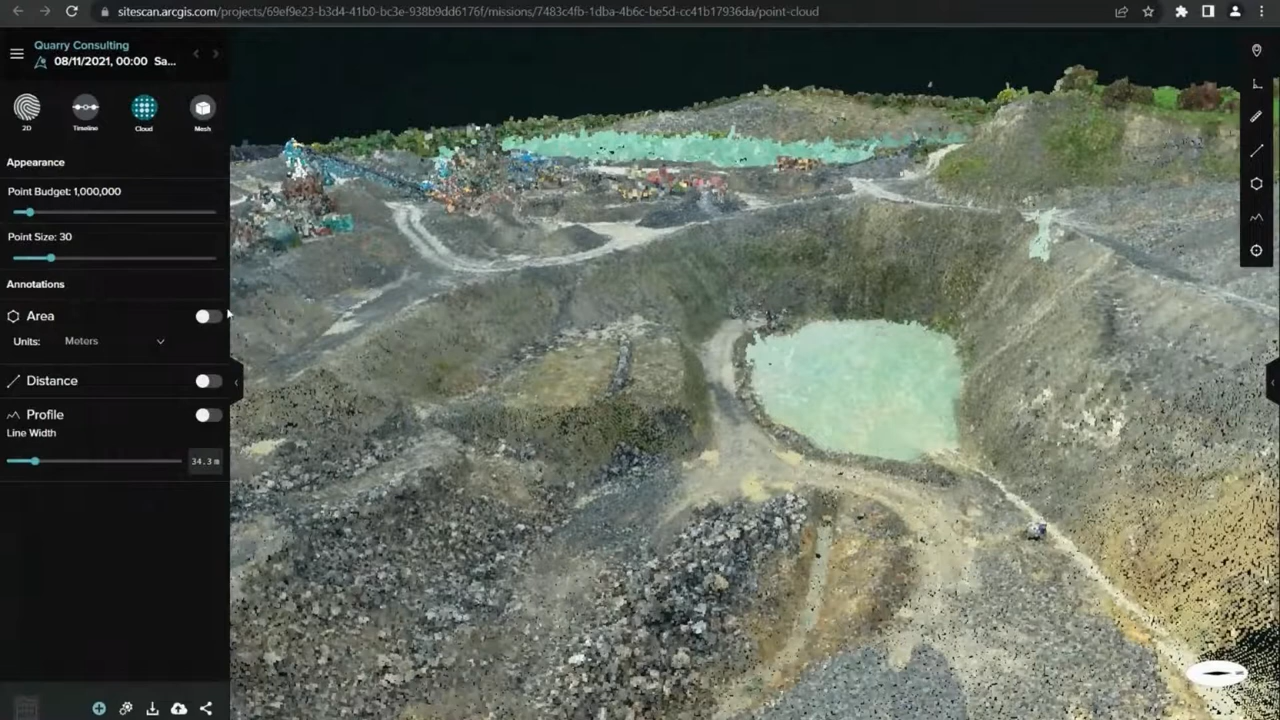 sitescan.arcgis.com/projects/69ef9e23-b3d4-41b0-bc3e-938b9dd6176f/missions/7483c4fb-1dba-4b6c-be5d-cc41b17936da/point-cloud
Quarry Consulting
08/11/2021, 00:00 Sa...
2D Timeline Cloud Mesh
Appearance
Point Budget: 1,000,000
Point Size: 30
Annotations
Area
Units: Meters
Distance
Profile
Line Width
34.3 m